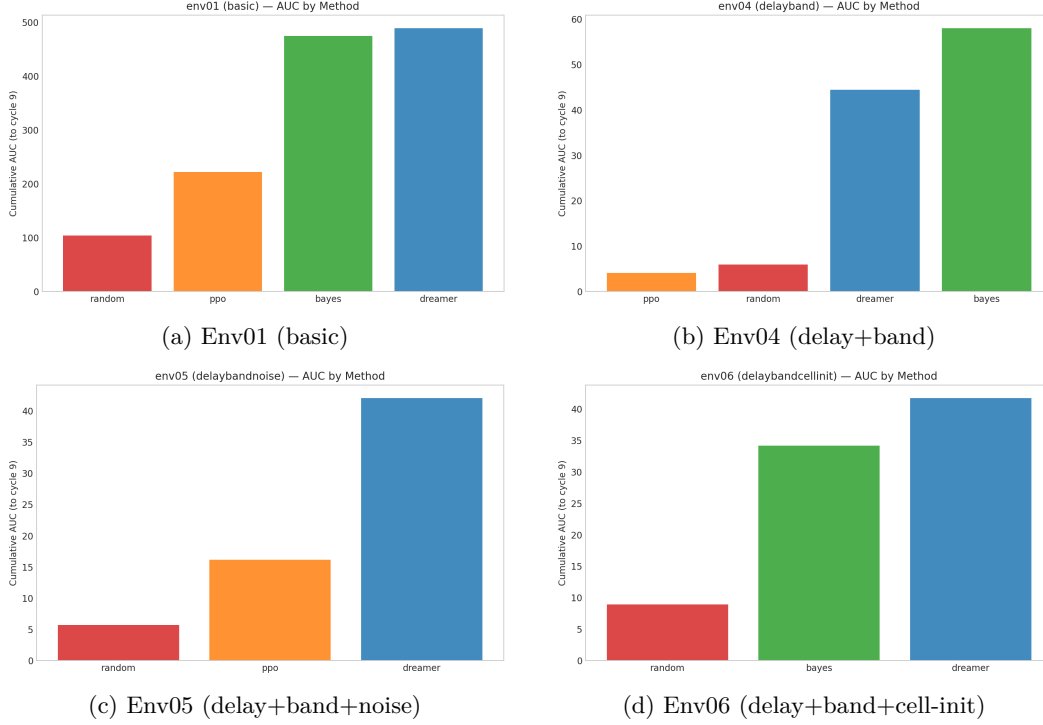 env01 (basic) — AUC by Method
Cumulative AUC (to cycle 9)
500
400
300
200
100
0
random ppo bayes dreamer
(a) Env01 (basic)
env04 (delayband) — AUC by Method
Cumulative AUC (to cycle 9)
60
50
40
30
20
10
0
ppo random dreamer bayes
(b) Env04 (delay+band)
env05 (delaybandnoise) — AUC by Method
Cumulative AUC (to cycle 9)
40
35
30
25
20
15
10
5
0
random ppo dreamer
(c) Env05 (delay+band+noise)
env06 (delaybandcellinit) — AUC by Method
Cumulative AUC (to cycle 9)
40
35
30
25
20
15
10
5
0
random bayes dreamer
(d) Env06 (delay+band+cell-init)